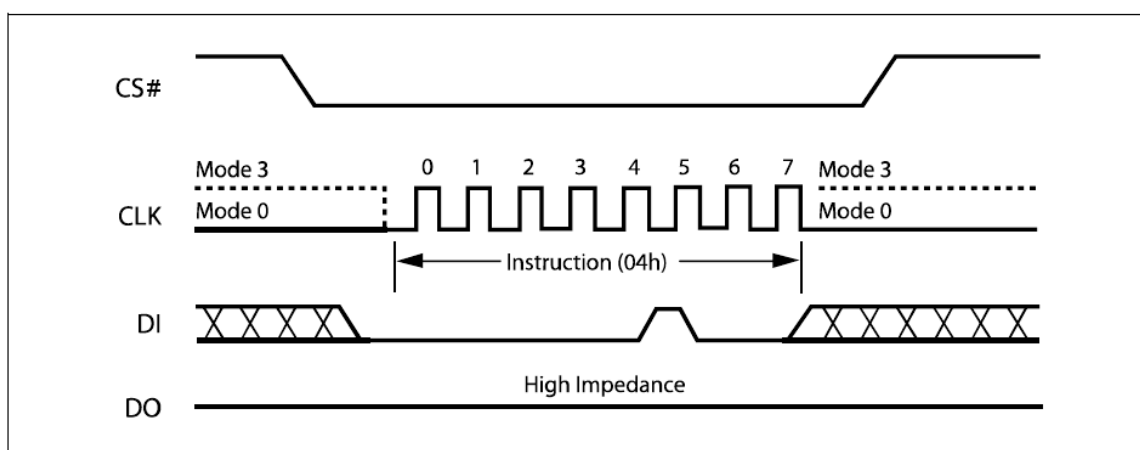 CS#
Mode 3
0 1 2 3 4 5 6 7
Mode 3
CLK
Mode 0
Mode 0
Instruction (04h)
DI
High Impedance
DO